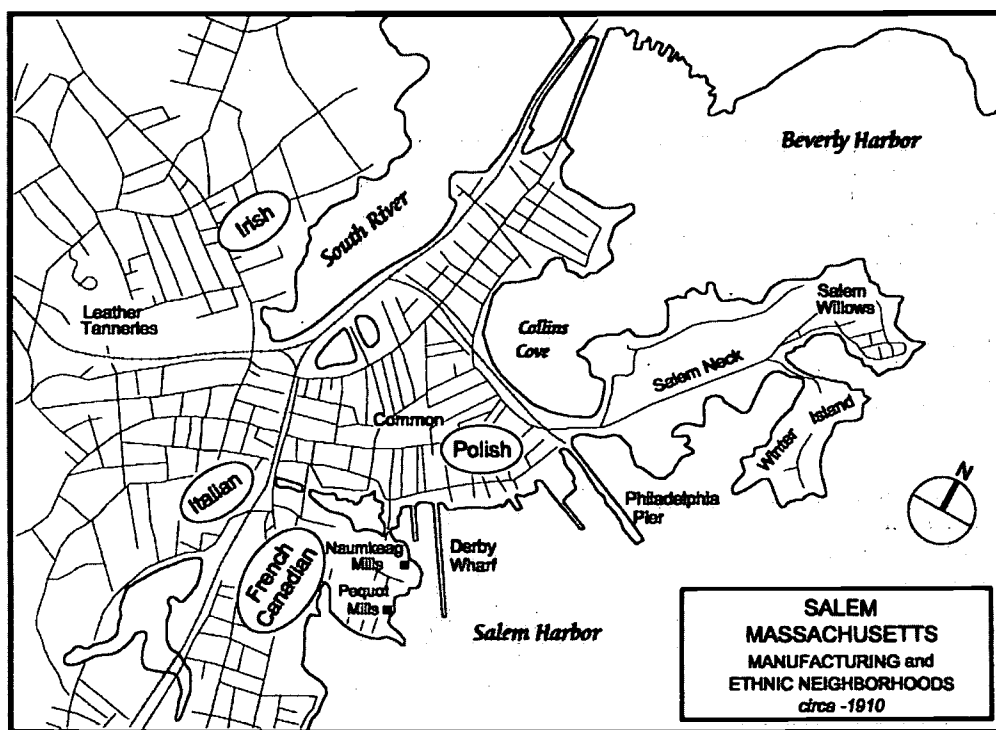 Beverly Harbor
Irish
South River
Leather
Tanneries
Salem
Willows
Collins
Cove
Salem Neck
Common
Winter Island
Polish
Italian
Philadelphia
Pier
N
French
Canadian
Naumkeag
Mills
Derby
Wharf
Pequot
Mills
Salem Harbor
SALEM
MASSACHUSETTS
MANUFACTURING and
ETHNIC NEIGHBORHOODS
circa -1910